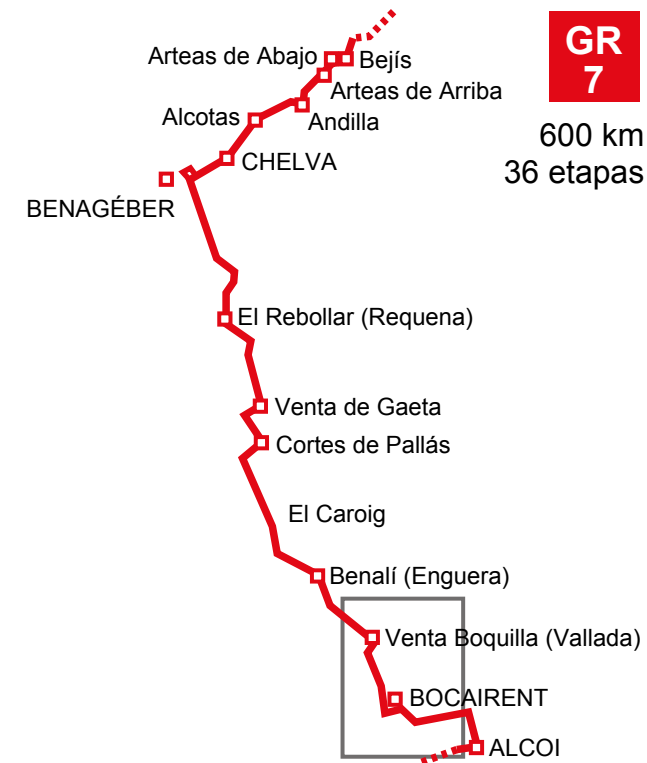 GR
7
600 km
36 etapas
Arteas de Abajo
Bejís
Arteas de Arriba
Andilla
Alcotas
CHELVA
BENAGÉBER
El Rebollar (Requena)
Venta de Gaeta
Cortes de Pallás
El Caroig
Benalí (Enguera)
Venta Boquilla (Vallada)
BOCAIRENT
ALCOI